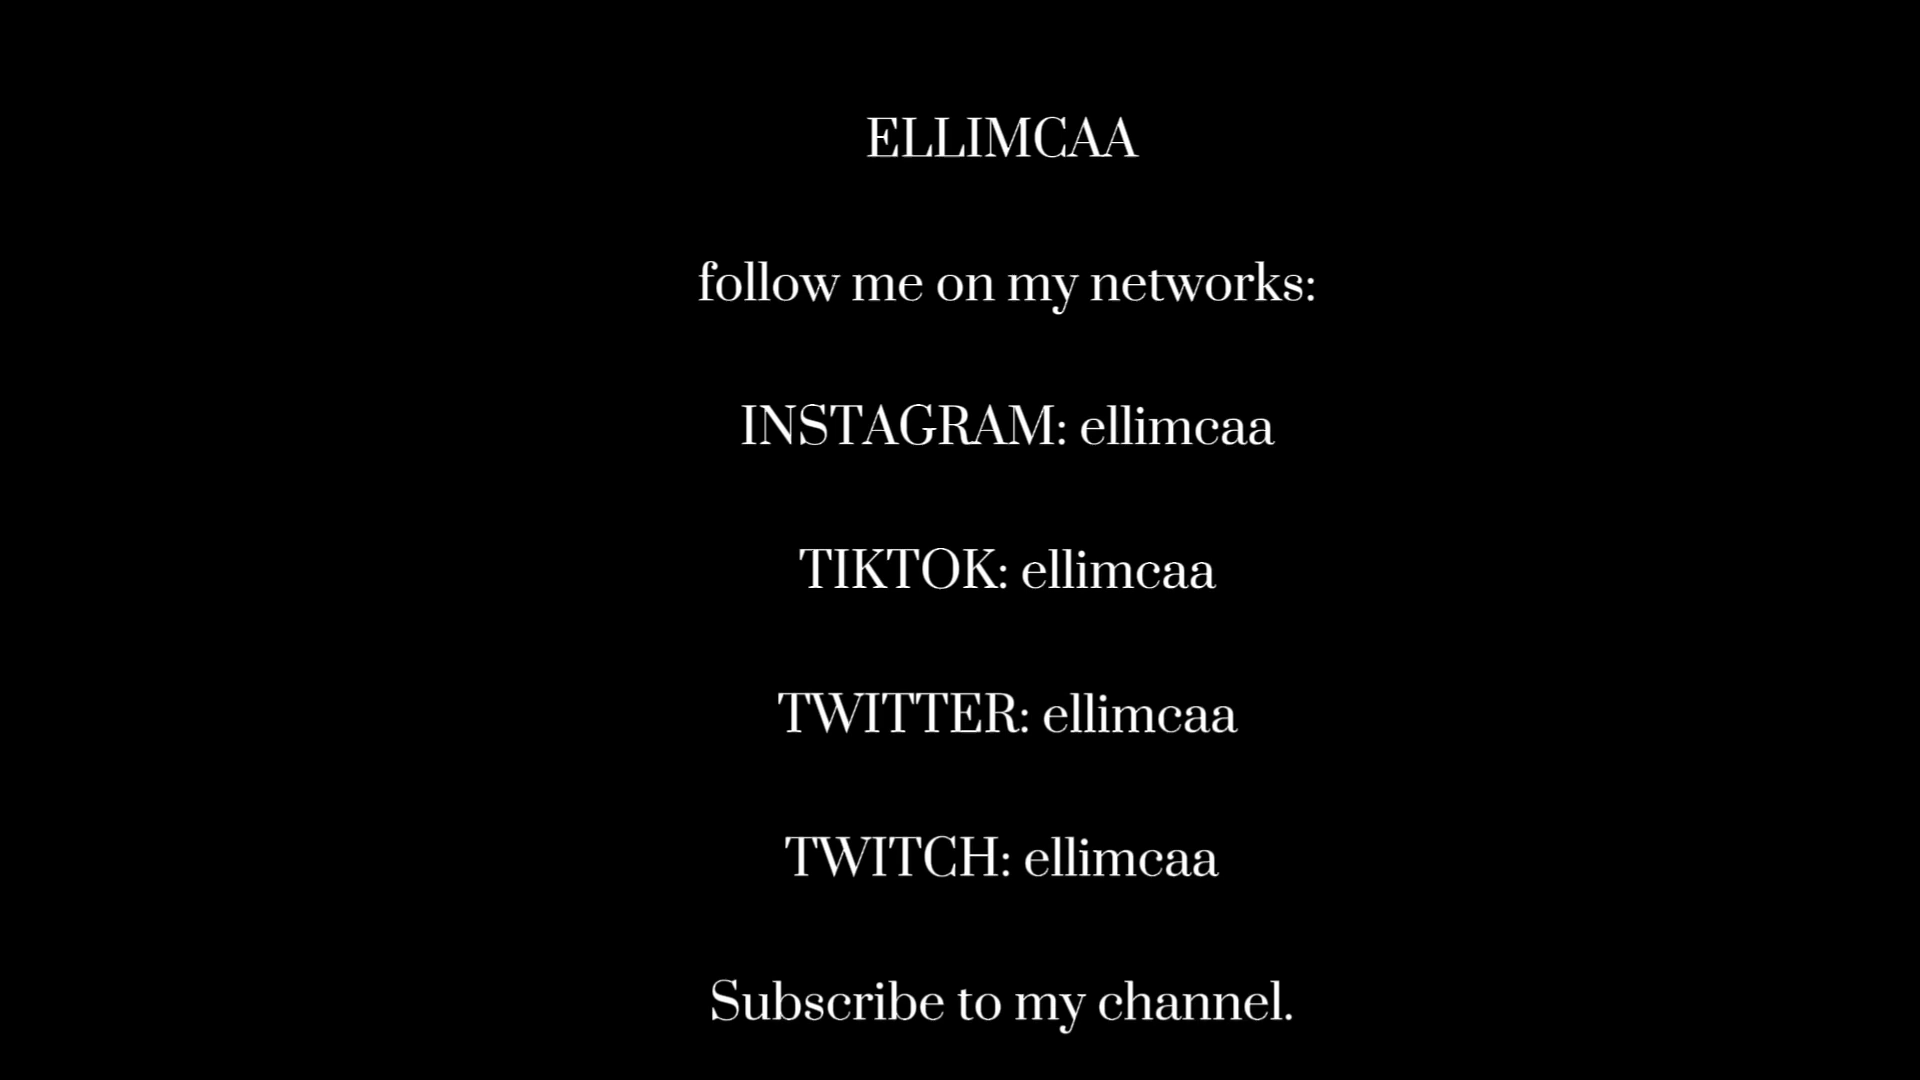 ELLIMCAA
follow me on my networks:
INSTAGRAM: ellimcaa
TIKTOK: ellimcaa
TWITTER: ellimcaa
TWITCH: ellimcaa
Subscribe to my channel.